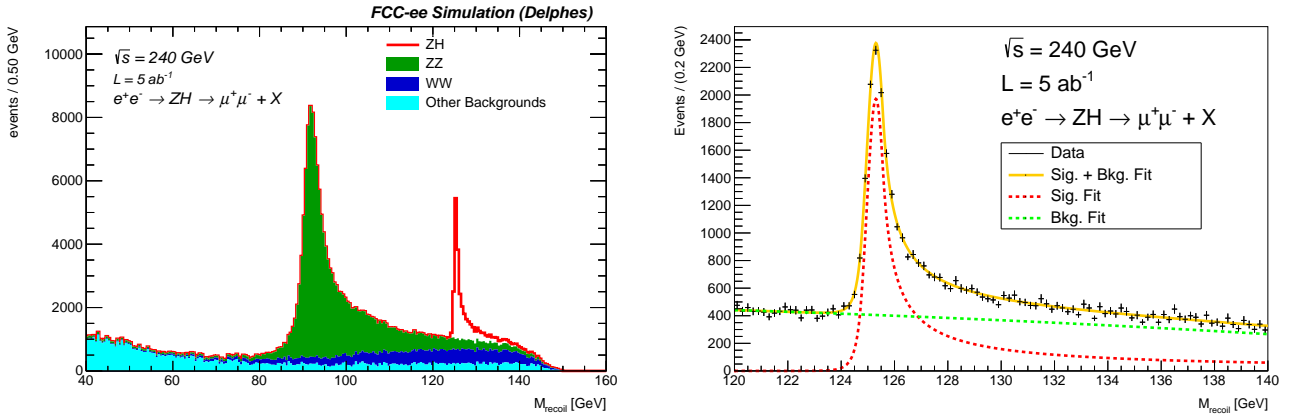 FCC-ee Simulation (Delphes)
events / 0.50 GeV
10000
8000
6000
4000
2000
0
√s = 240 GeV
L = 5 ab⁻¹
e⁺e⁻ → ZH → μ⁺μ⁻ + X
ZH
ZZ
WW
Other Backgrounds
40 60 80 100 120 140 160
M_recoil [GeV]
Events / (0.2 GeV)
2400
2200
2000
1800
1600
1400
1200
1000
800
600
400
200
0
√s = 240 GeV
L = 5 ab⁻¹
e⁺e⁻ → ZH → μ⁺μ⁻ + X
Data
Sig. + Bkg. Fit
Sig. Fit
Bkg. Fit
120 122 124 126 128 130 132 134 136 138 140
M_recoil [GeV]